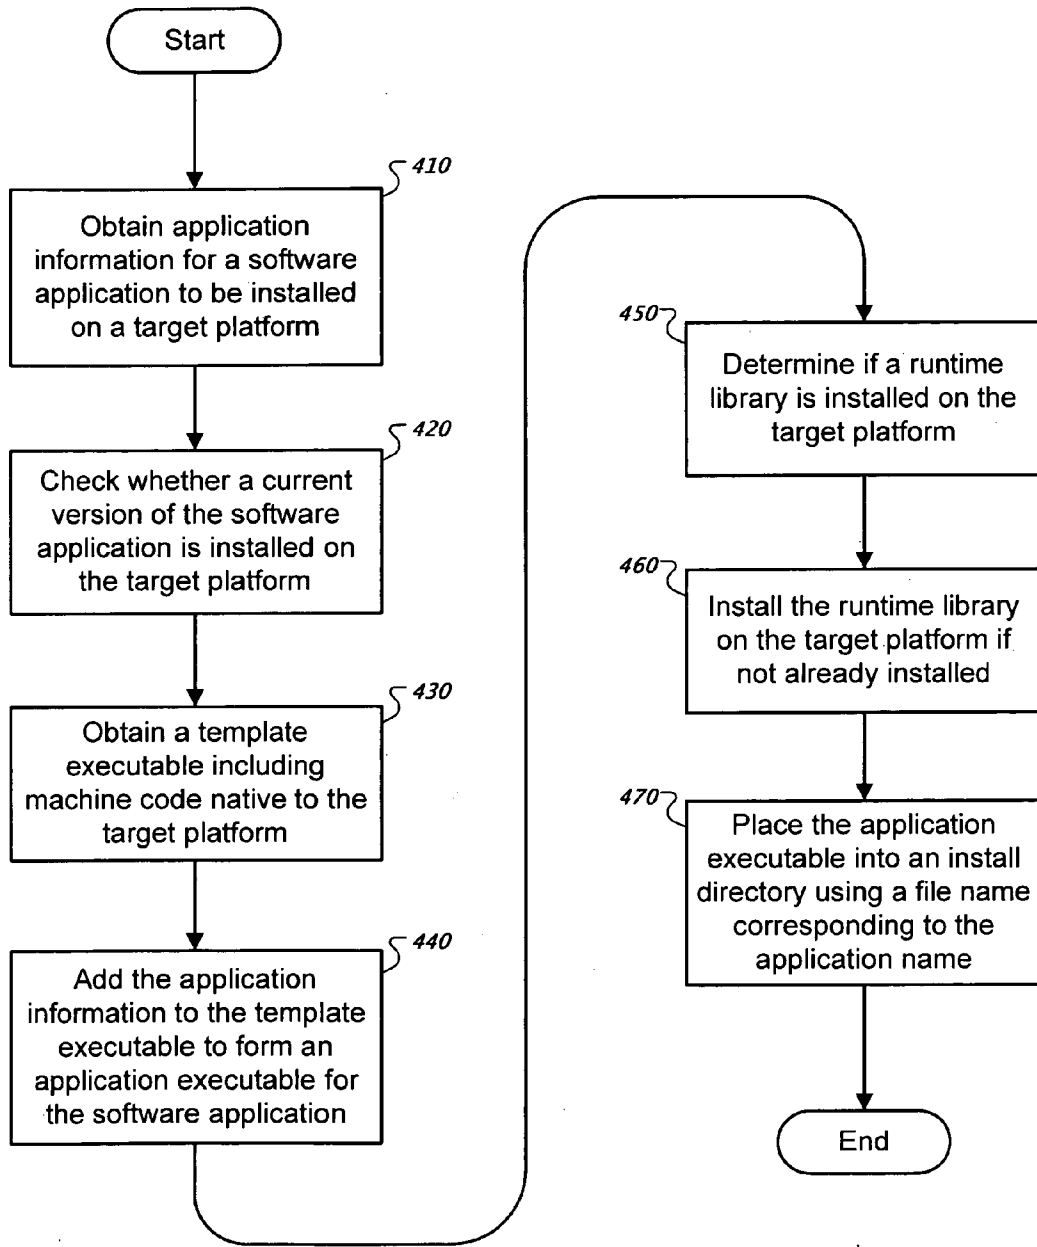 Start
410
Obtain application
information for a software
application to be installed
on a target platform
420
Check whether a current
version of the software
application is installed on
the target platform
430
Obtain a template
executable including
machine code native to the
target platform
440
Add the application
information to the template
executable to form an
application executable for
the software application
450
Determine if a runtime
library is installed on the
target platform
460
Install the runtime library
on the target platform if
not already installed
470
Place the application
executable into an install
directory using a file name
corresponding to the
application name
End